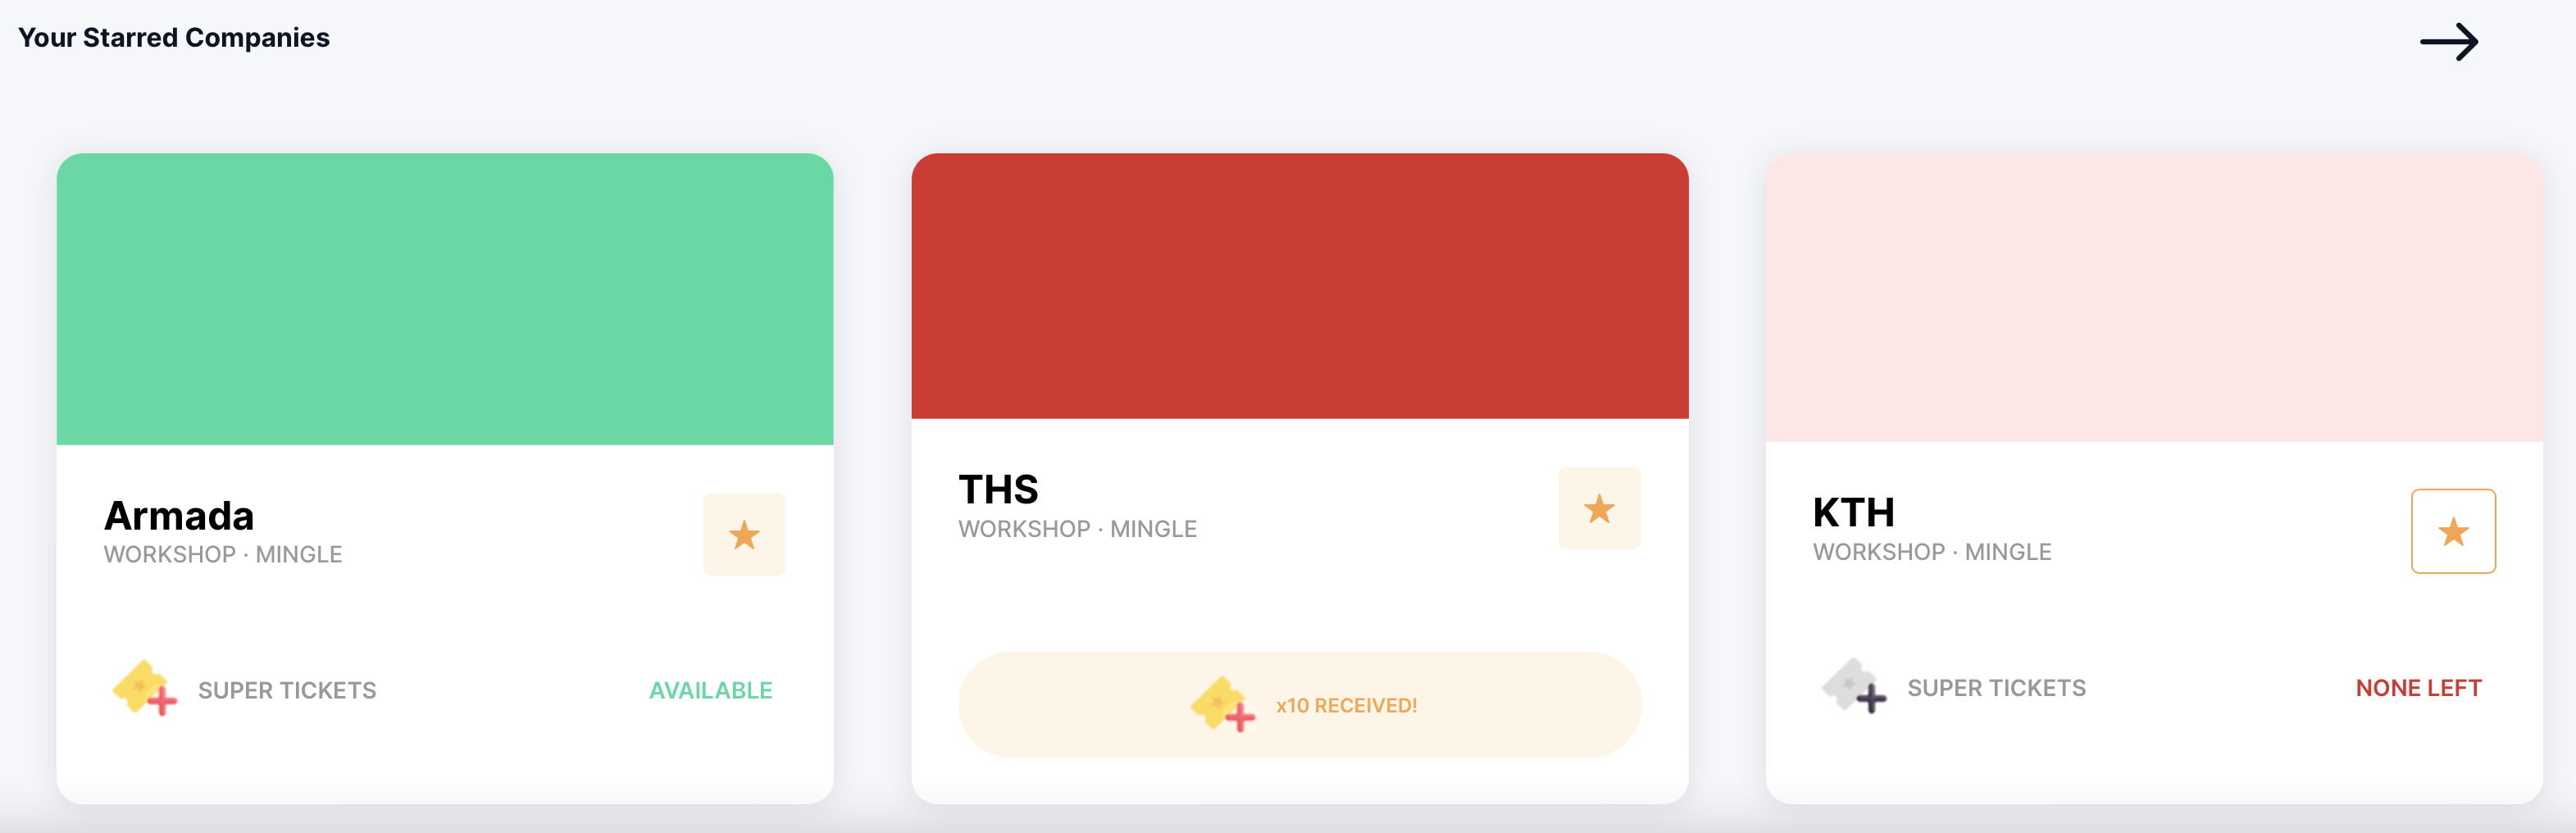 Your Starred Companies
Armada
WORKSHOP · MINGLE
SUPER TICKETS
AVAILABLE
THS
WORKSHOP · MINGLE
x10 RECEIVED!
KTH
WORKSHOP · MINGLE
SUPER TICKETS
NONE LEFT